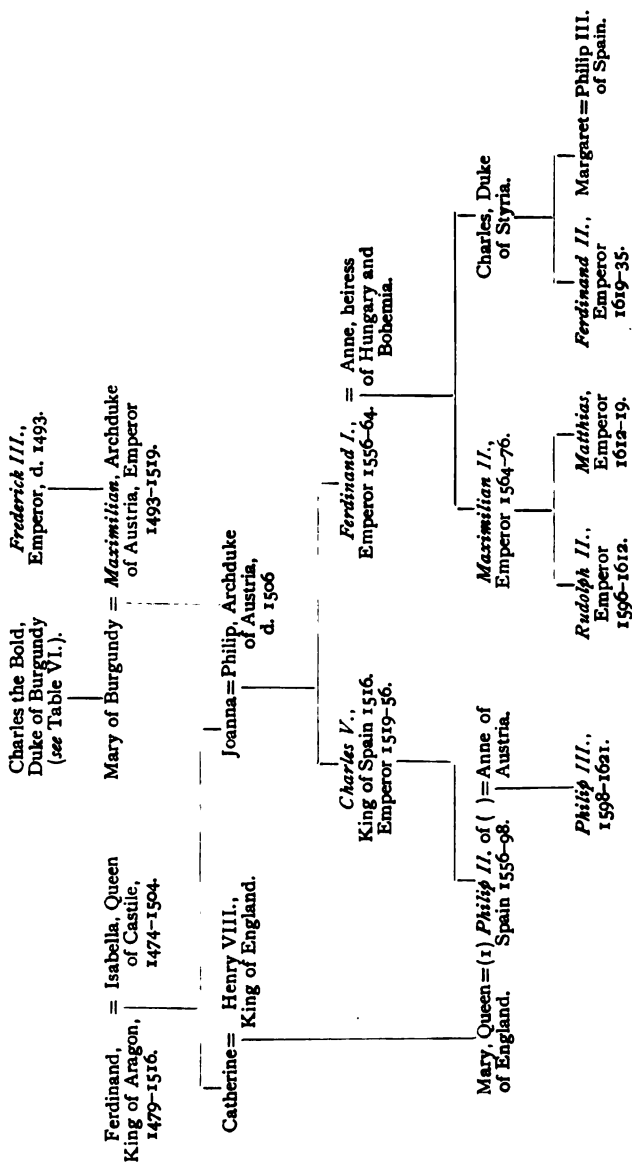 Charles the Bold,
Duke of Burgundy
(see Table VI.).
Frederick III.,
Emperor, d. 1493.
Ferdinand,
King of Aragon,
1479–1516.
= Isabella, Queen
of Castile,
1474–1504.
Mary of Burgundy = Maximilian, Archduke
of Austria, Emperor
1493–1519.
Catherine= Henry VIII.,
King of England.
Joanna=Philip, Archduke
of Austria,
d. 1506
Charles V.,
King of Spain 1516.
Emperor 1519–56.
Ferdinand I.,
Emperor 1556–64.
= Anne, heiress
of Hungary and
Bohemia.
Mary, Queen=(1) Philip II. of ( )=Anne of
of England. Spain 1556–98. Austria.
Maximilian II.,
Emperor 1564–76.
Charles, Duke
of Styria.
Philip III.,
1598–1621.
Rudolph II.,
Emperor
1596–1612.
Matthias,
Emperor
1612–19.
Ferdinand II.,
Emperor
1619–35.
Margaret=Philip III.
of Spain.